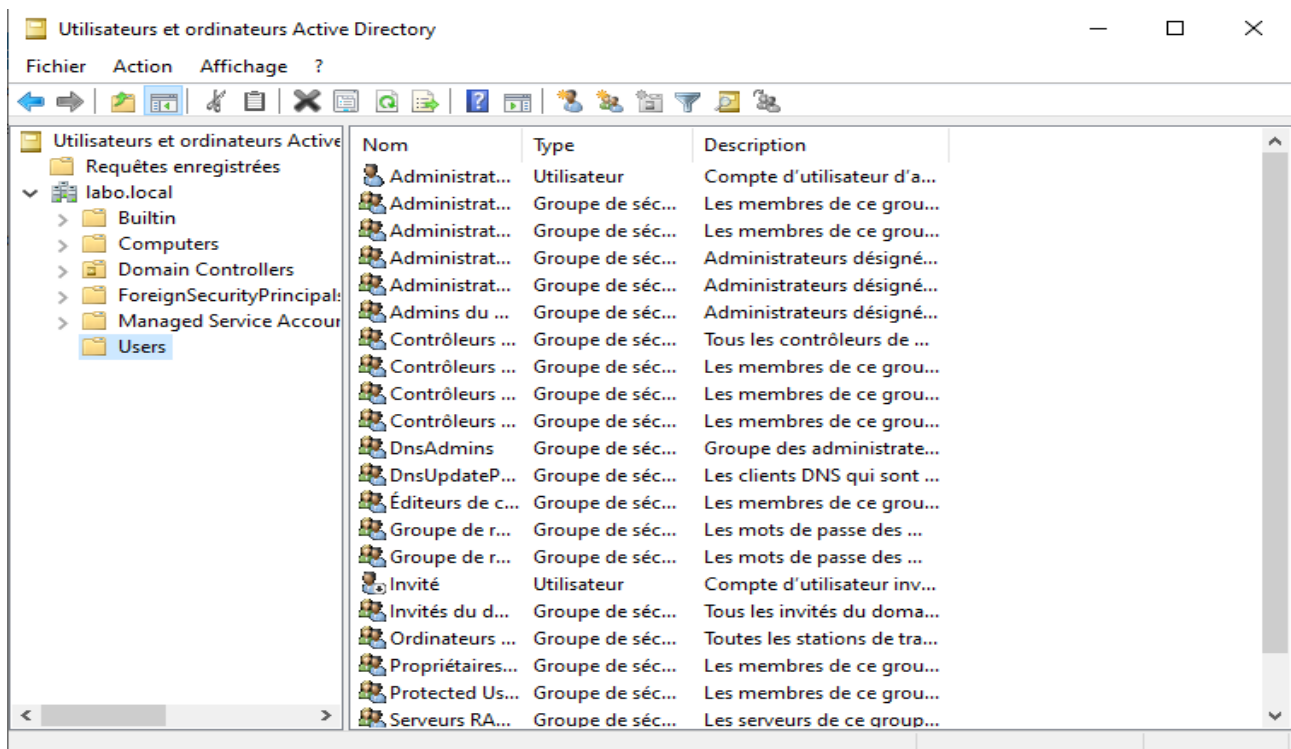 Utilisateurs et ordinateurs Active Directory
Fichier Action Affichage ?
Utilisateurs et ordinateurs Active
Requêtes enregistrées
labo.local
Builtin
Computers
Domain Controllers
ForeignSecurityPrincipals
Managed Service Accour
Users
Nom Type Description
Administrat... Utilisateur Compte d'utilisateur d'a...
Administrat... Groupe de séc... Les membres de ce grou...
Administrat... Groupe de séc... Les membres de ce grou...
Administrat... Groupe de séc... Administrateurs désigné...
Administrat... Groupe de séc... Administrateurs désigné...
Admins du ... Groupe de séc... Administrateurs désigné...
Contrôleurs ... Groupe de séc... Tous les contrôleurs de ...
Contrôleurs ... Groupe de séc... Les membres de ce grou...
Contrôleurs ... Groupe de séc... Les membres de ce grou...
Contrôleurs ... Groupe de séc... Les membres de ce grou...
DnsAdmins Groupe de séc... Groupe des administrate...
DnsUpdateP... Groupe de séc... Les clients DNS qui sont ...
Éditeurs de c... Groupe de séc... Les membres de ce grou...
Groupe de r... Groupe de séc... Les mots de passe des ...
Groupe de r... Groupe de séc... Les mots de passe des ...
Invité Utilisateur Compte d'utilisateur inv...
Invités du d... Groupe de séc... Tous les invités du doma...
Ordinateurs ... Groupe de séc... Toutes les stations de tra...
Propriétaires... Groupe de séc... Les membres de ce grou...
Protected Us... Groupe de séc... Les membres de ce grou...
Serveurs RA... Groupe de séc... Les serveurs de ce group...